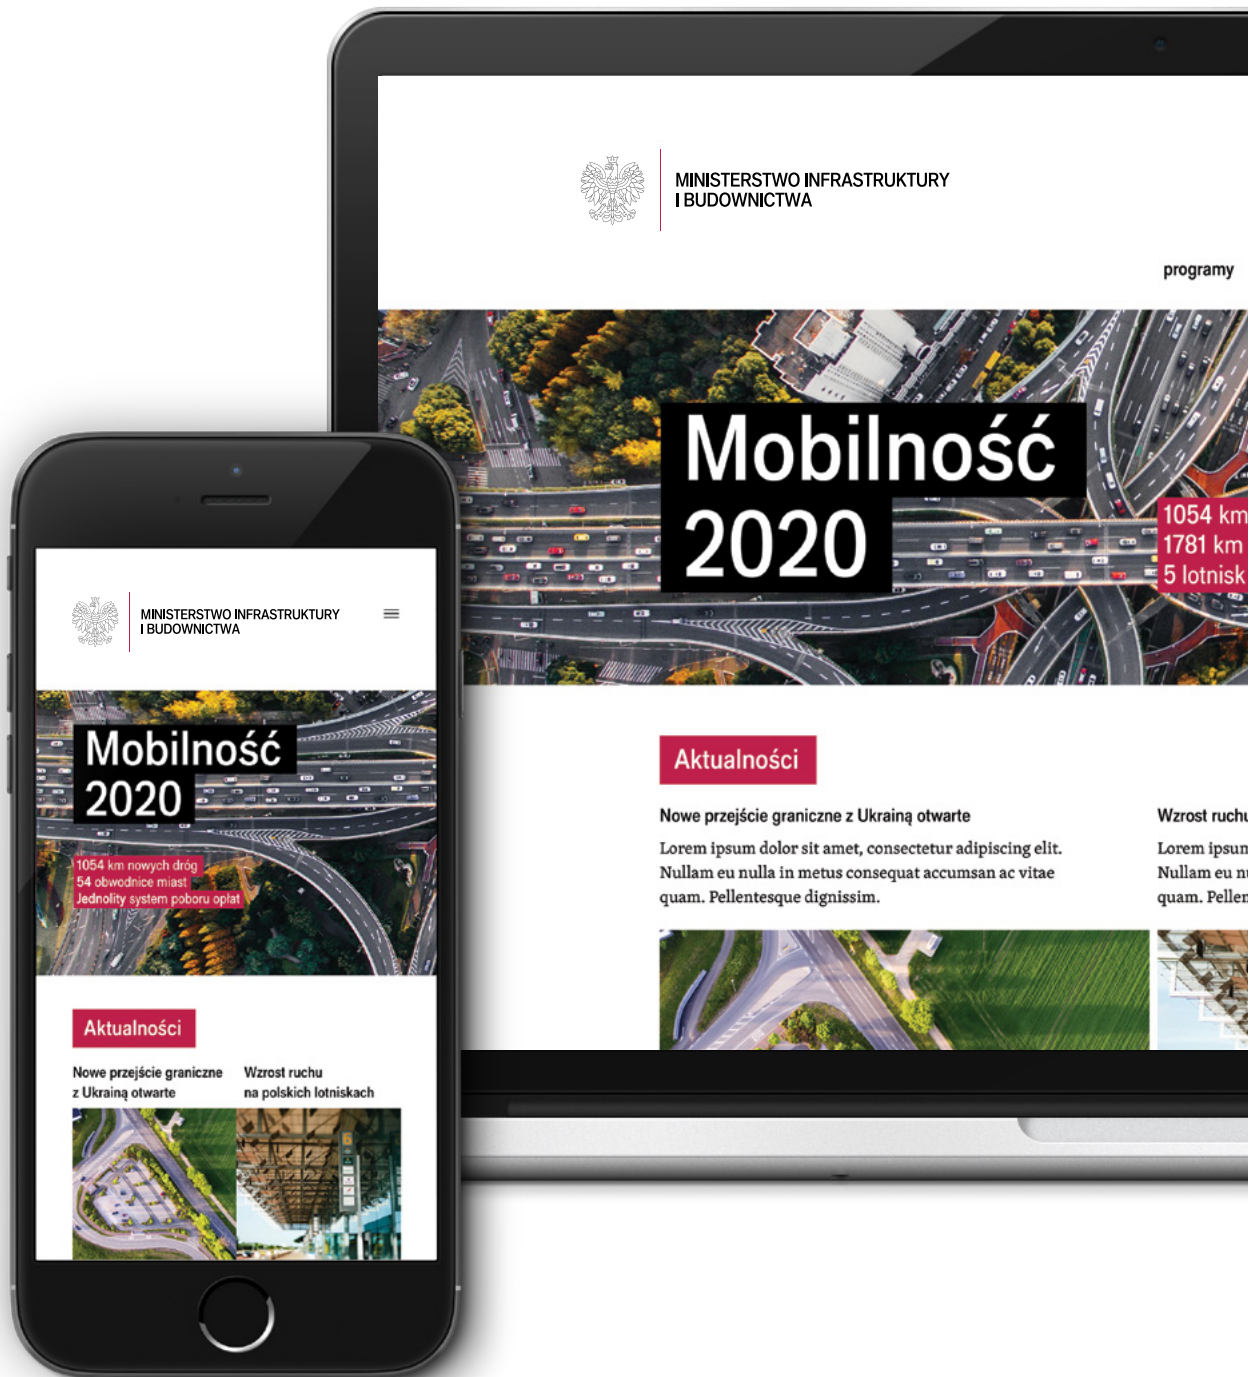 MINISTERSTWO INFRASTRUKTURY
I BUDOWNICTWA
programy
Mobilność
2020
1054 km
1781 km
5 lotnisk
Aktualności
Nowe przejście graniczne z Ukrainą otwarte
Lorem ipsum dolor sit amet, consectetur adipiscing elit.
Nullam eu nulla in metus consequat accumsan ac vitae
quam. Pellentesque dignissim.
Wzrost ruchu
Lorem ipsum
Nullam eu nu
quam. Pellen
MINISTERSTWO INFRASTRUKTURY
I BUDOWNICTWA
Mobilność
2020
1054 km nowych dróg
54 obwodnice miast
Jednolity system poboru opłat
Aktualności
Nowe przejście graniczne
z Ukrainą otwarte
Wzrost ruchu
na polskich lotniskach
6